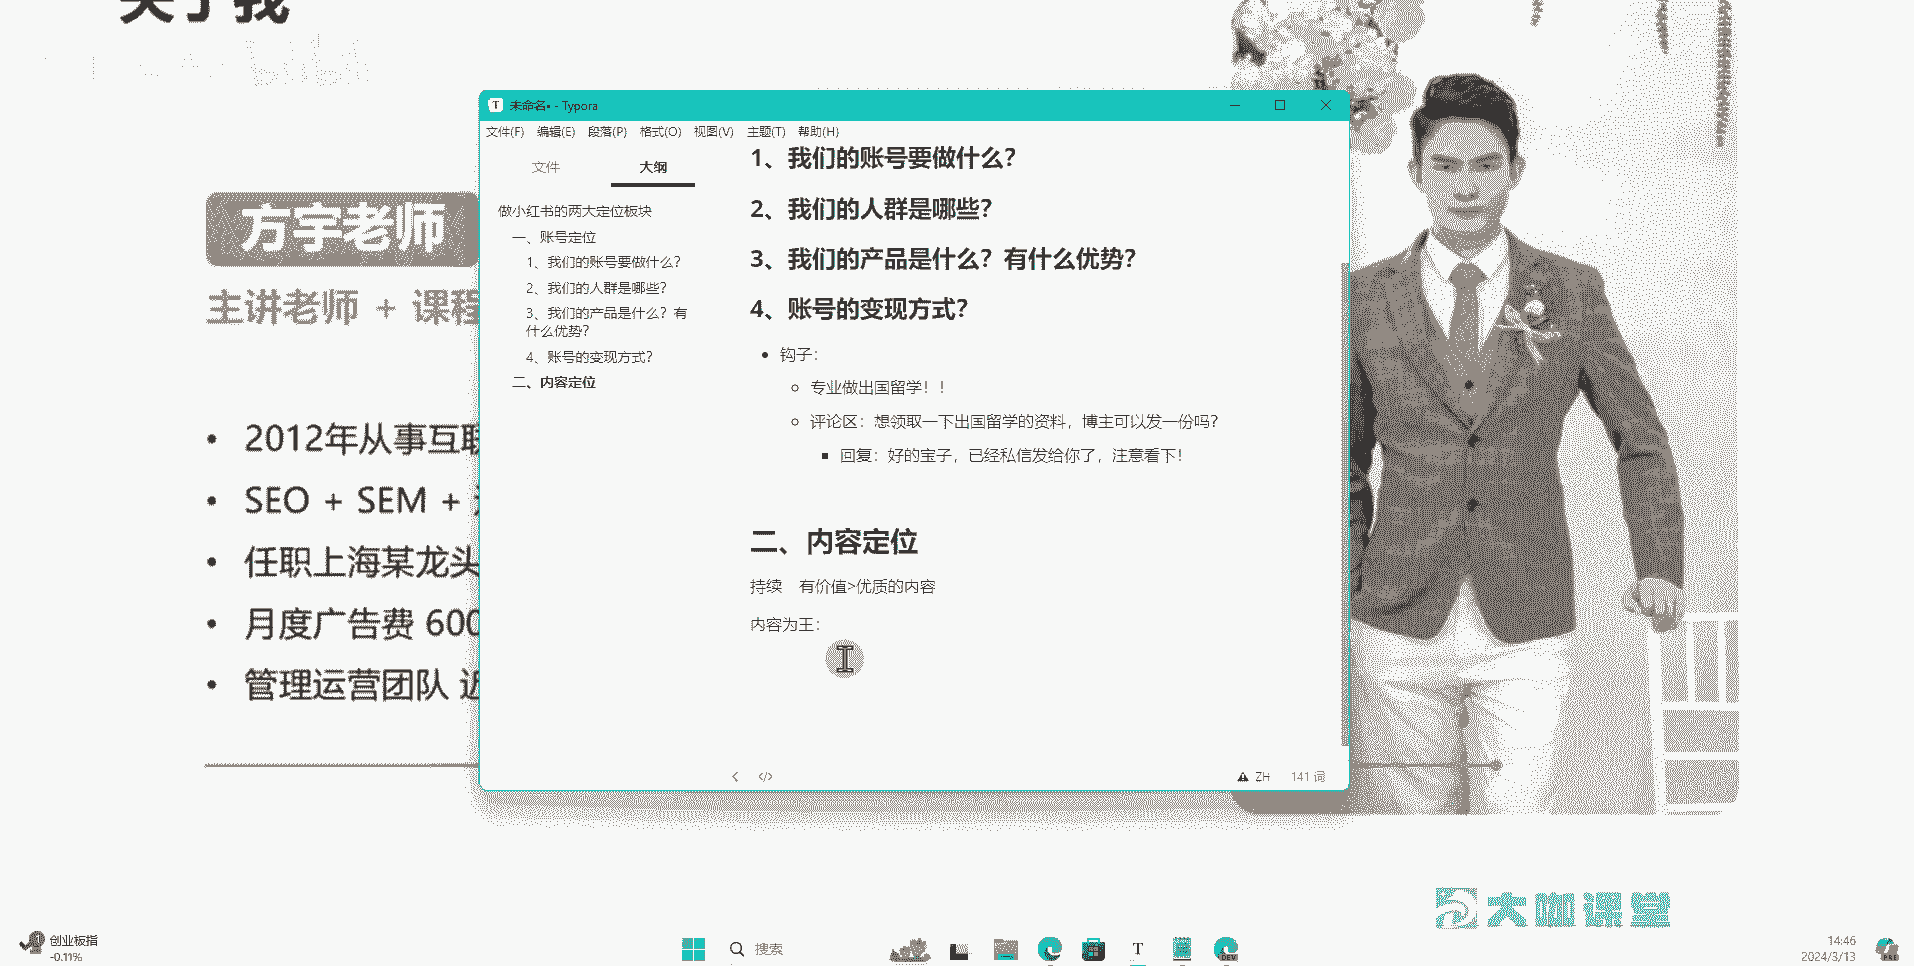 关于我
方宇老师
主讲老师 + 课程
2012年从事互联
SEO + SEM +
任职上海某龙头
月度广告费 600
管理运营团队 近
未命名• - Typora
文件(F) 编辑(E) 段落(P) 格式(O) 视图(V) 主题(T) 帮助(H)
文件 大纲
做小红书的两大定位板块
一、账号定位
1、我们的账号要做什么？
2、我们的人群是哪些？
3、我们的产品是什么？有
什么优势？
4、账号的变现方式？
二、内容定位
1、我们的账号要做什么？
2、我们的人群是哪些？
3、我们的产品是什么？有什么优势？
4、账号的变现方式？
钩子：
专业做出国留学！！
评论区：想领取一下出国留学的资料，博主可以发一份吗？
回复：好的宝子，已经私信发给你了，注意看下！
二、内容定位
持续 有价值>优质的内容
内容为王：
ZH 141 词
大咖课堂
创业板指
-0.11%
搜索
T
DEV
14:46
2024/3/13
PRE